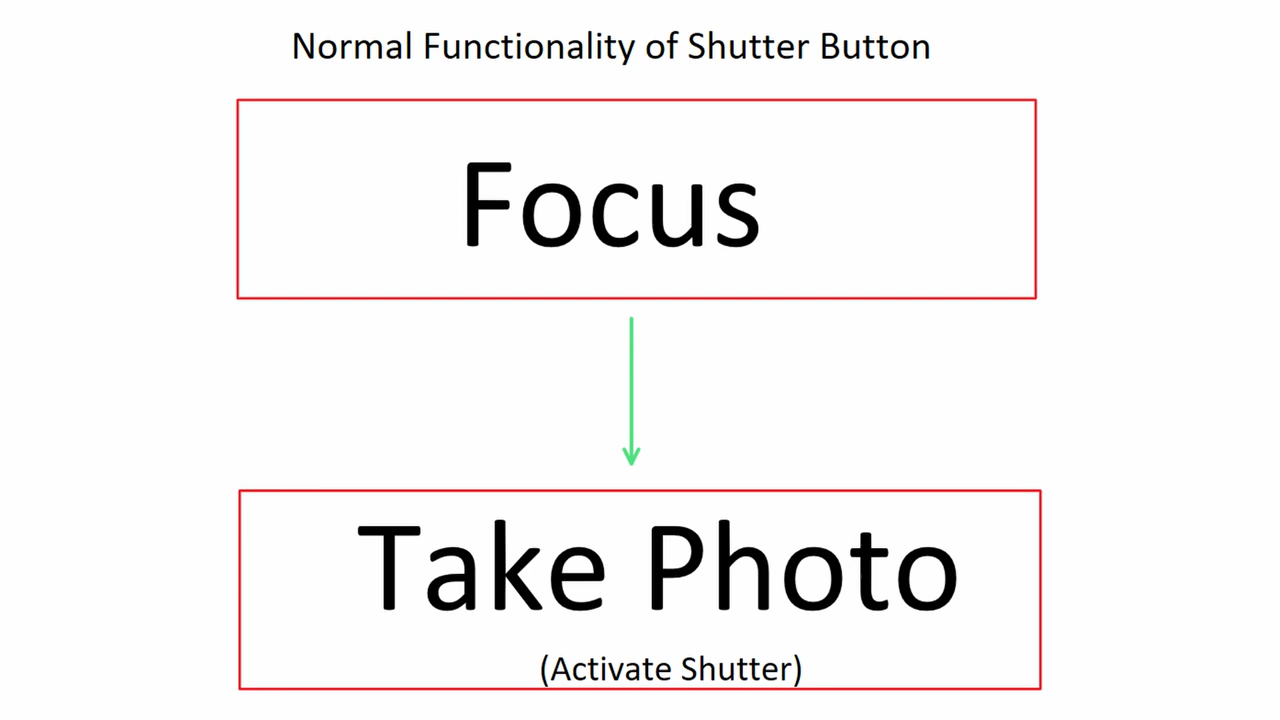 Normal Functionality of Shutter Button
Focus
Take Photo
(Activate Shutter)